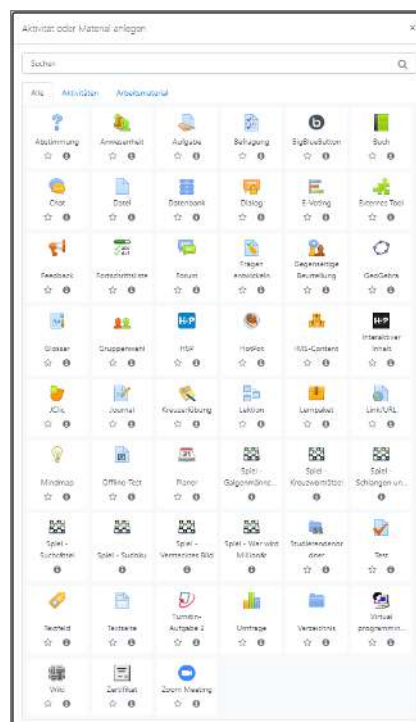 Aktivität oder Material anlegen
×
Suchen
Alle Aktivitäten Arbeitsmaterial
Abstimmung Anwesenheit Aufgabe Befragung BigBlueButton Buch
Chat Datei Datenbank Dialog E-Voting Externes Tool
Feedback Fortschrittsliste Forum Fragen entwickeln Gegenseitige Beurteilung GeoGebra
Glossar Gruppenwahl H5P HotPot IMS-Content Interaktiver Inhalt
JClic Journal Kreuzerlübung Lektion Lernpaket Link/URL
Mindmap Offline-Test Planer Spiel - Galgenmännc... Spiel - Kreuzworträtsel Spiel - Schlangen un...
Spiel - Suchrätsel Spiel - Sudoku Spiel - Verstecktes Bild Spiel - Wer wird Millionär Studierendenordner Test
Textfeld Textseite Turnitin-Aufgabe 2 Umfrage Verzeichnis Virtual programmin...
Wiki Zertifikat Zoom Meeting